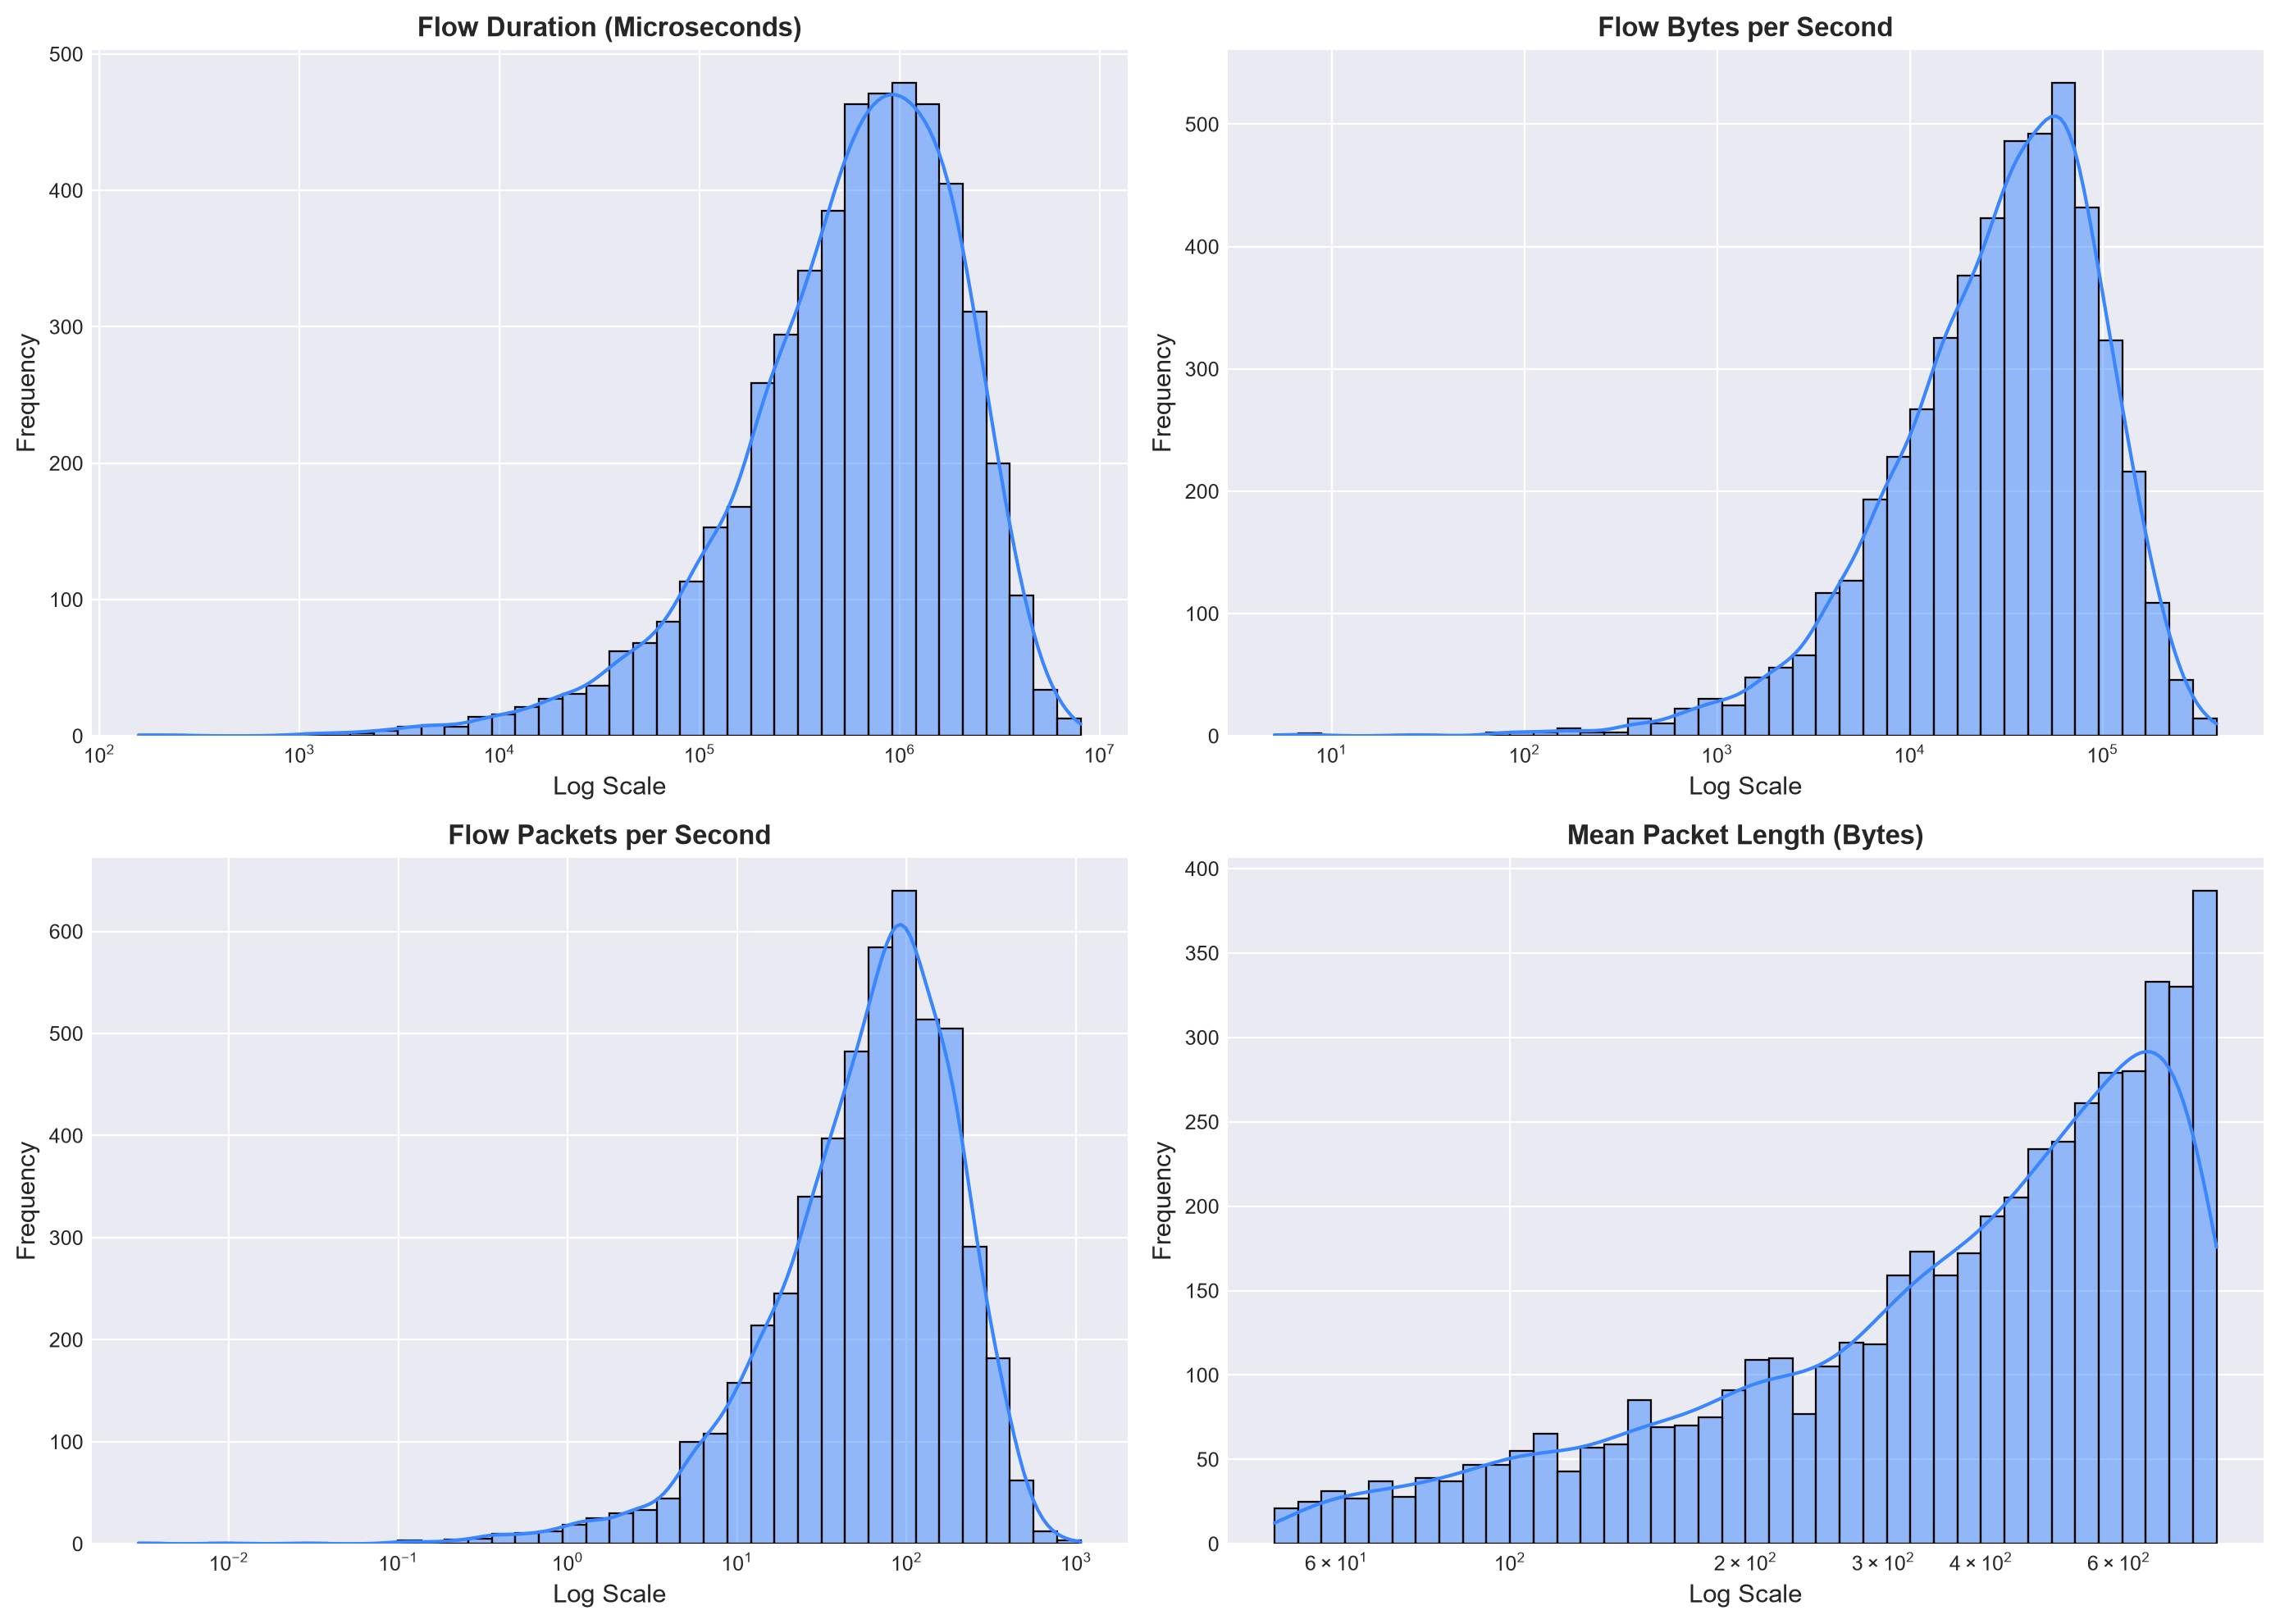 Flow Duration (Microseconds)
500
400
300
200
100
0
Frequency
10² 10³ 10⁴ 10⁵ 10⁶ 10⁷
Log Scale
Flow Bytes per Second
500
400
300
200
100
0
Frequency
10¹ 10² 10³ 10⁴ 10⁵
Log Scale
Flow Packets per Second
600
500
400
300
200
100
0
Frequency
10⁻² 10⁻¹ 10⁰ 10¹ 10² 10³
Log Scale
Mean Packet Length (Bytes)
400
350
300
250
200
150
100
50
0
Frequency
6 × 10¹ 10² 2 × 10² 3 × 10² 4 × 10² 6 × 10²
Log Scale